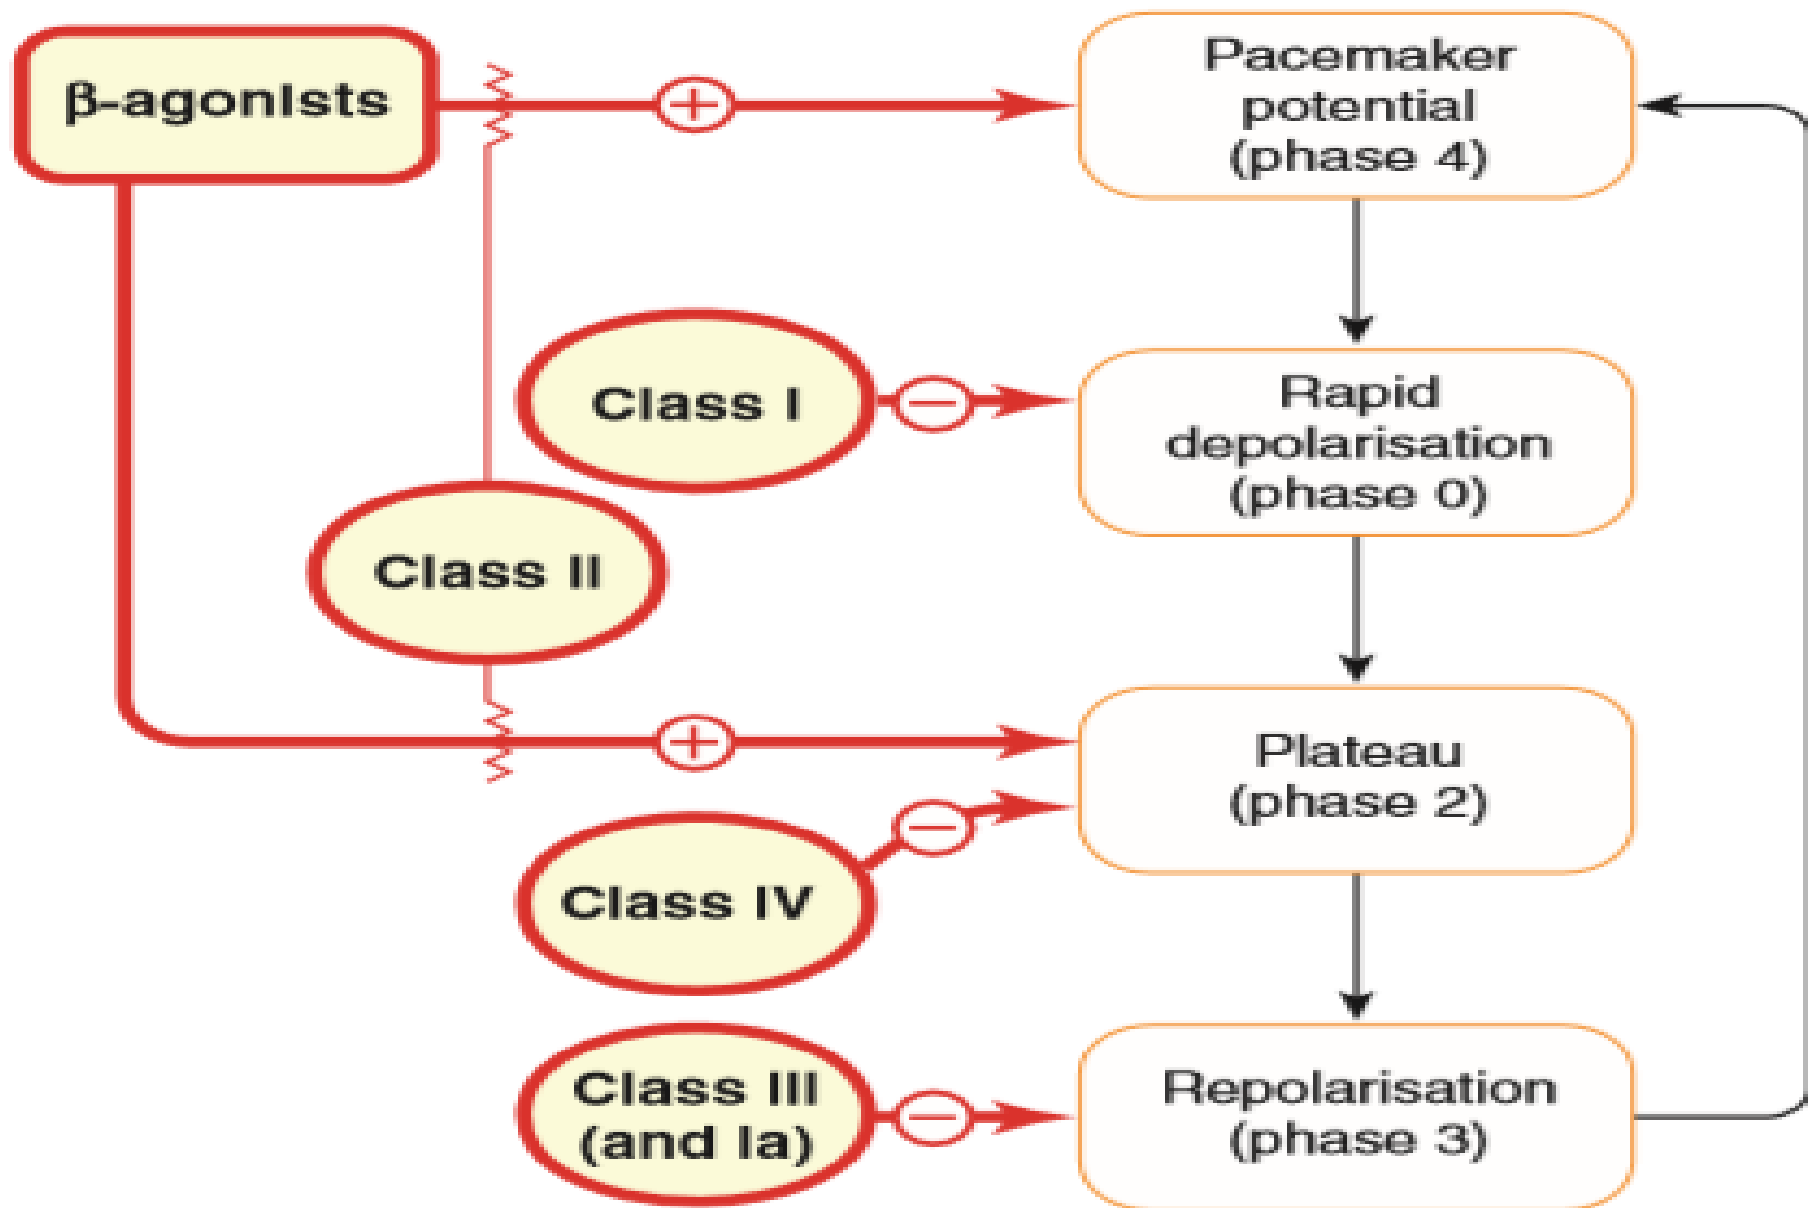 β-agonists
+
Pacemaker
potential
(phase 4)
Class I
−
Rapid
depolarisation
(phase 0)
Class II
+
Plateau
(phase 2)
Class IV
−
Class III
(and Ia)
−
Repolarisation
(phase 3)